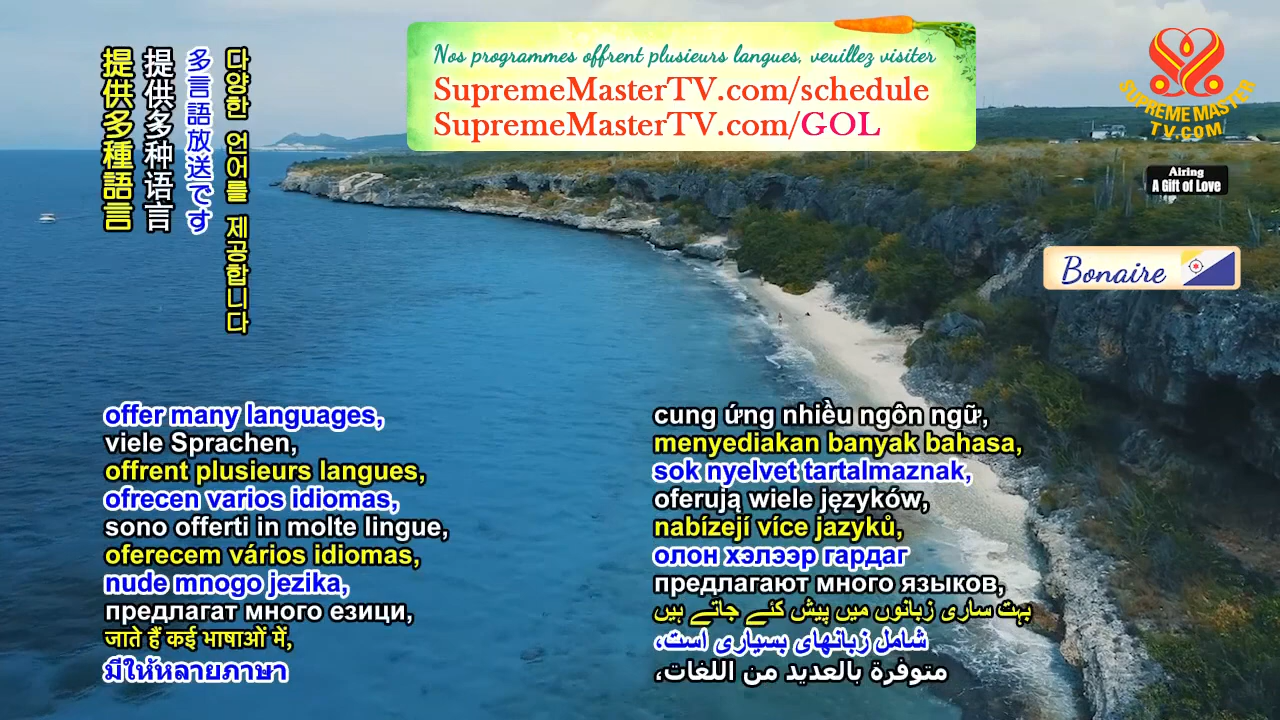 提供多種語言
提供多种语言
多言語放送です
다양한 언어를 제공합니다
Nos programmes offrent plusieurs langues, veuillez visiter
SupremeMasterTV.com/schedule
SupremeMasterTV.com/GOL
SUPREME MASTER
TV.COM
Airing
A Gift of Love
Bonaire
offer many languages,
viele Sprachen,
offrent plusieurs langues,
ofrecen varios idiomas,
sono offerti in molte lingue,
oferecem vários idiomas,
nude mnogo jezika,
предлагат много езици,
जाते हैं कई भाषाओं में,
มีให้หลายภาษา
cung ứng nhiều ngôn ngữ,
menyediakan banyak bahasa,
sok nyelvet tartalmaznak,
oferują wiele języków,
nabízejí více jazyků,
олон хэлээр гардаг
предлагают много языков,
بہت ساری زبانوں میں پیش کئے جاتے ہیں
شامل زبانهای بسیاری است،
متوفرة بالعديد من اللغات،